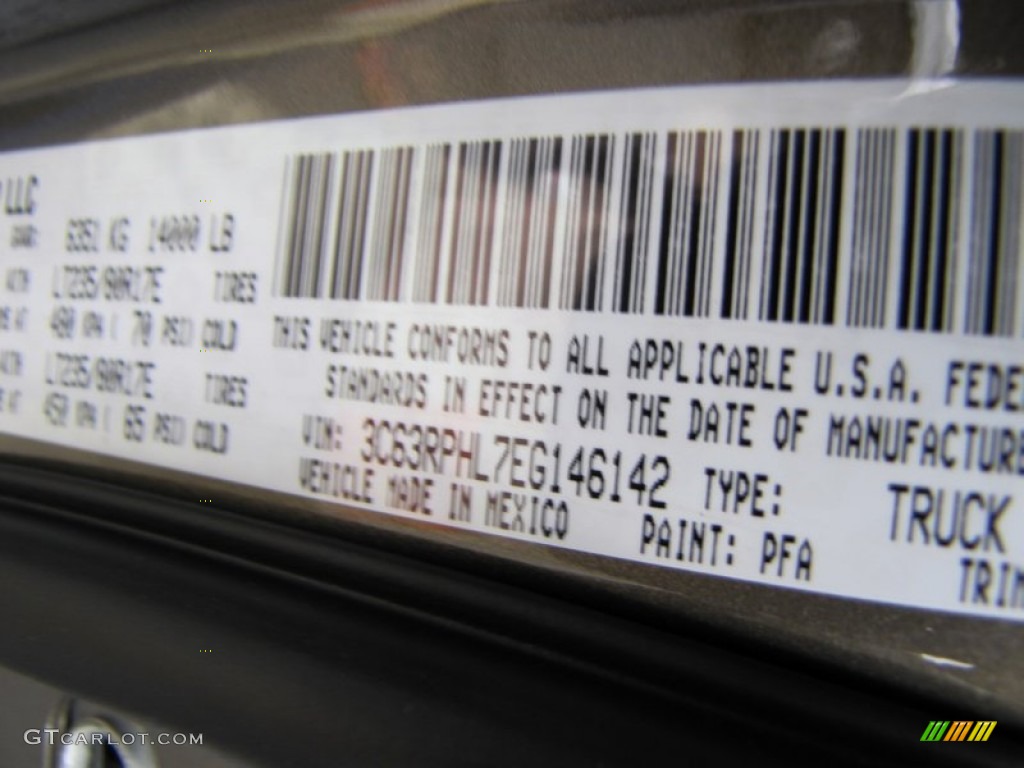 LLC
6351 KG 14000 LB
LT235/80R17E TIRES
480 KPA ( 70 PSI) COLD
LT235/80R17E TIRES
450 KPA ( 65 PSI) COLD
THIS VEHICLE CONFORMS TO ALL APPLICABLE U.S.A. FEDE
STANDARDS IN EFFECT ON THE DATE OF MANUFACTURE
VIN: 3C63RPHL7EG146142 TYPE: TRUCK
VEHICLE MADE IN MEXICO PAINT: PFA TRIM
GTCARLOT.COM